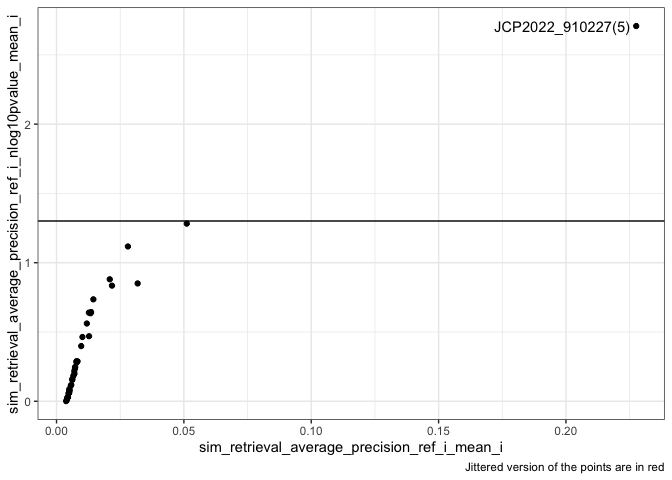 JCP2022_910227(5)
sim_retrieval_average_precision_ref_i_nlog10pvalue_mean_i
2
1
0
0.00 0.05 0.10 0.15 0.20
sim_retrieval_average_precision_ref_i_mean_i
Jittered version of the points are in red